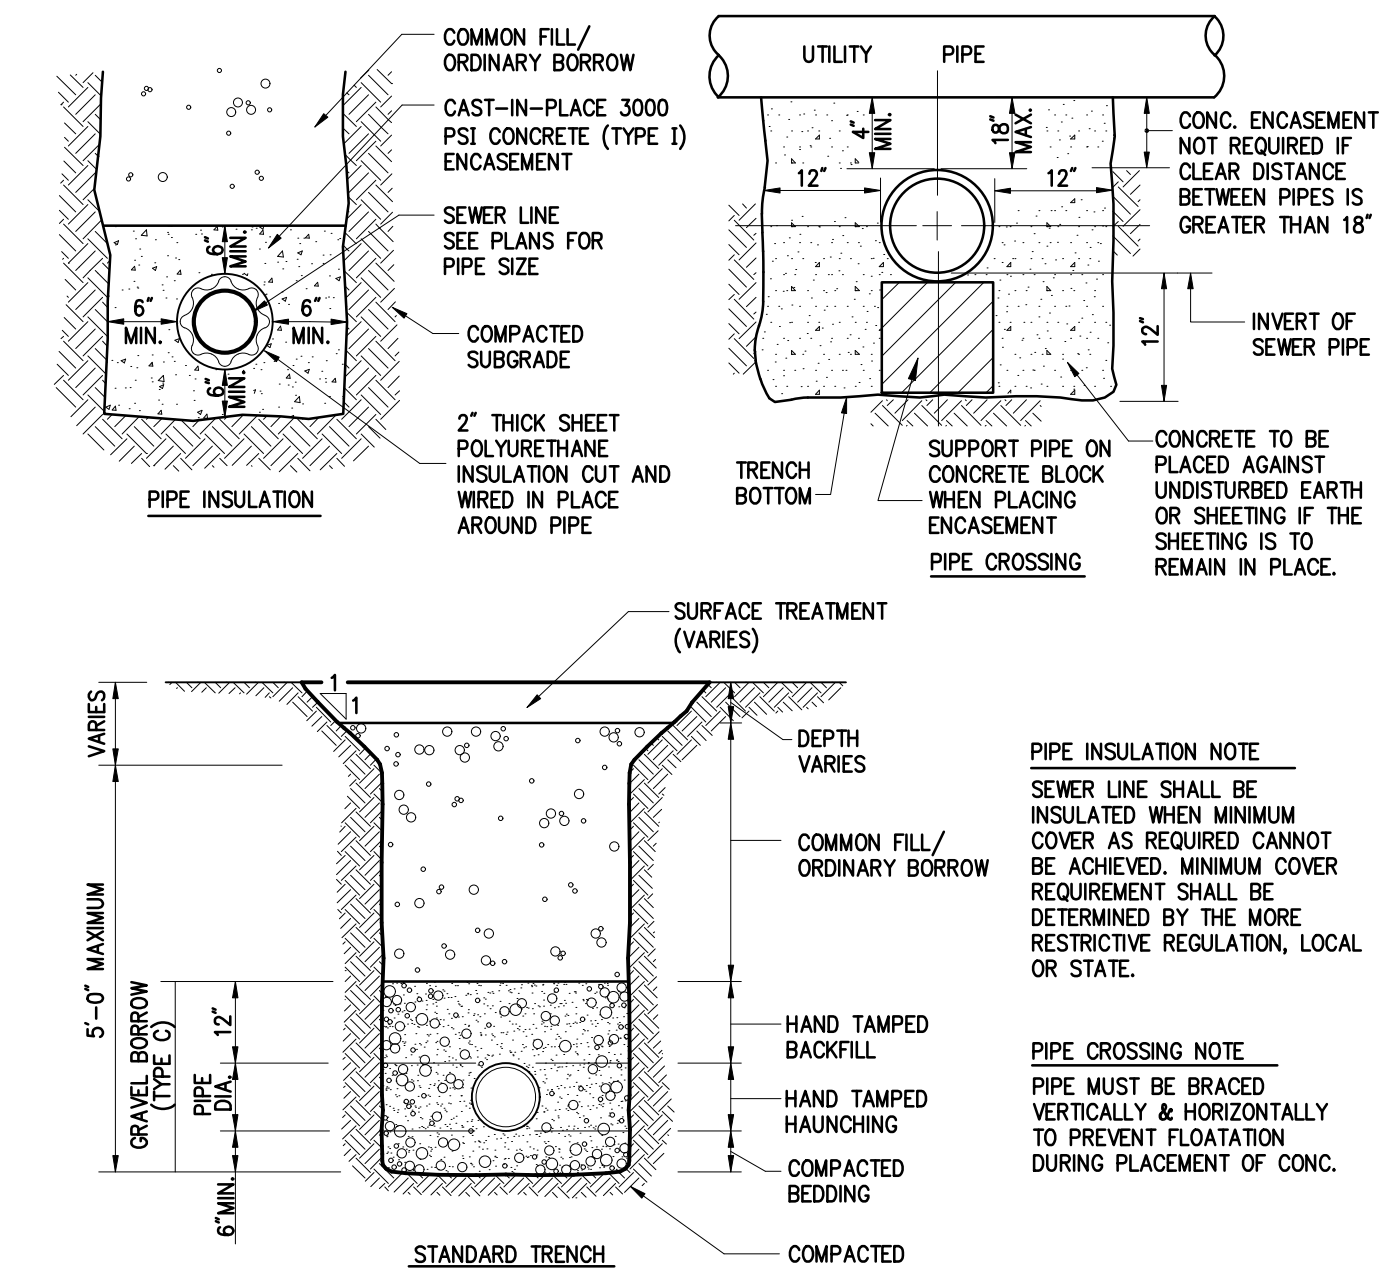 COMMON FILL/
ORDINARY BORROW
CAST-IN-PLACE 3000
PSI CONCRETE (TYPE I)
ENCASEMENT
SEWER LINE
SEE PLANS FOR
PIPE SIZE
6"
MIN.
6"
MIN.
6"
MIN.
6"
MIN.
COMPACTED
SUBGRADE
2" THICK SHEET
POLYURETHANE
INSULATION CUT AND
WIRED IN PLACE
AROUND PIPE
PIPE INSULATION
UTILITY PIPE
4"
MIN.
18"
MAX.
12"
12"
CONC. ENCASEMENT
NOT REQUIRED IF
CLEAR DISTANCE
BETWEEN PIPES IS
GREATER THAN 18"
12"
INVERT OF
SEWER PIPE
TRENCH
BOTTOM
SUPPORT PIPE ON
CONCRETE BLOCK
WHEN PLACING
ENCASEMENT
CONCRETE TO BE
PLACED AGAINST
UNDISTURBED EARTH
OR SHEETING IF THE
SHEETING IS TO
REMAIN IN PLACE.
PIPE CROSSING
SURFACE TREATMENT
(VARIES)
1
1
VARIES
5'-0" MAXIMUM
GRAVEL BORROW
(TYPE C)
12"
PIPE
DIA.
6"MIN.
DEPTH
VARIES
COMMON FILL/
ORDINARY BORROW
HAND TAMPED
BACKFILL
HAND TAMPED
HAUNCHING
COMPACTED
BEDDING
COMPACTED
STANDARD TRENCH
PIPE INSULATION NOTE
SEWER LINE SHALL BE
INSULATED WHEN MINIMUM
COVER AS REQUIRED CANNOT
BE ACHIEVED. MINIMUM COVER
REQUIREMENT SHALL BE
DETERMINED BY THE MORE
RESTRICTIVE REGULATION, LOCAL
OR STATE.
PIPE CROSSING NOTE
PIPE MUST BE BRACED
VERTICALLY & HORIZONTALLY
TO PREVENT FLOATATION
DURING PLACEMENT OF CONC.